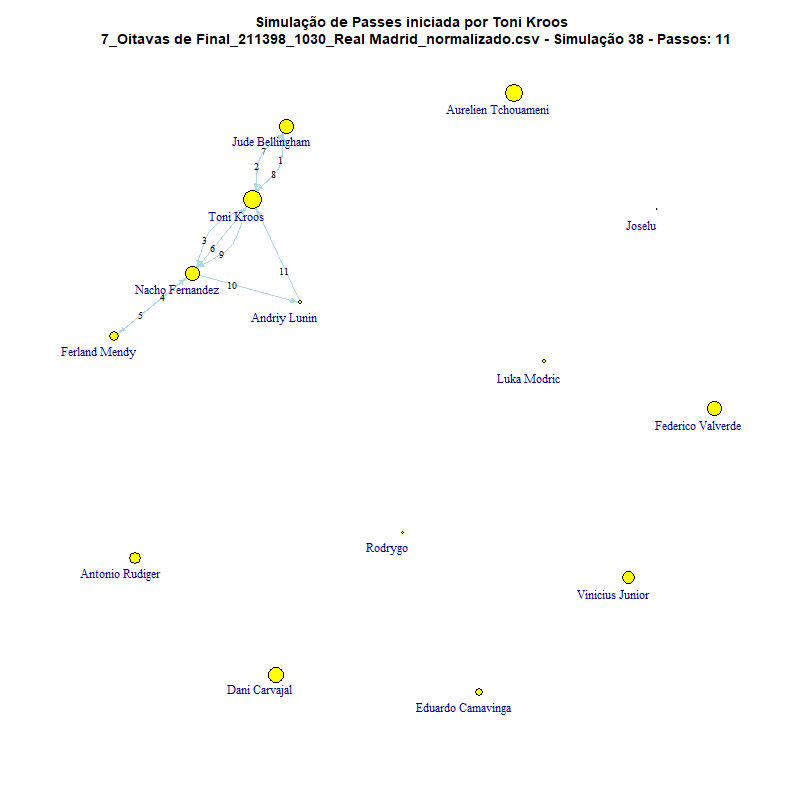 Simulação de Passes iniciada por Toni Kroos
7_Oitavas de Final_211398_1030_Real Madrid_normalizado.csv - Simulação 38 - Passos: 11
Aurelien Tchouameni
Jude Bellingham
7
2
1
8
Toni Kroos
Joselu
3
6
9
11
Nacho Fernandez
10
4
5
Andriy Lunin
Ferland Mendy
Luka Modric
Federico Valverde
Rodrygo
Antonio Rudiger
Vinicius Junior
Dani Carvajal
Eduardo Camavinga